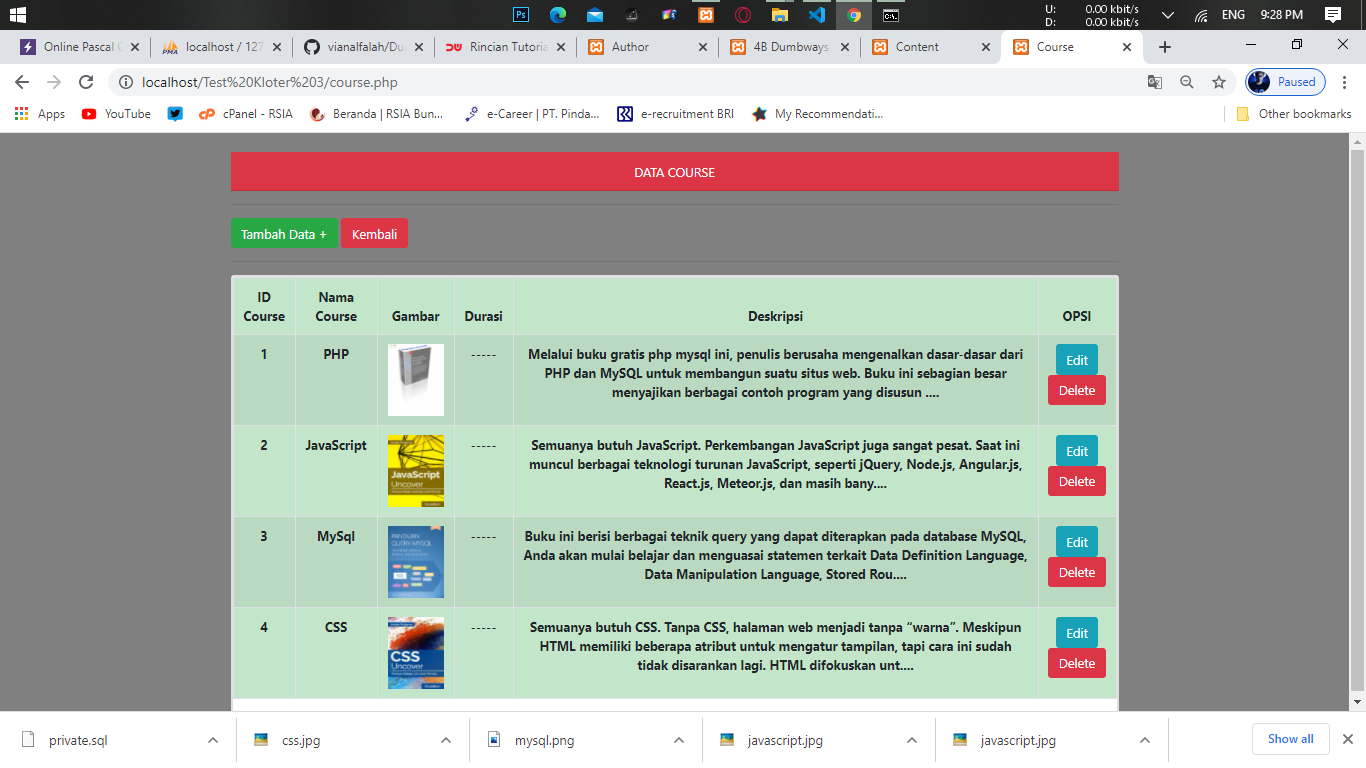 Ps
U: 0.00 kbit/s
D: 0.00 kbit/s
ENG 9:28 PM
Online Pascal C
PMA localhost / 127
vianalfalah/Du
Rincian Tutoria
Author
4B Dumbways
Content
Course
localhost/Test%20Kloter%203/course.php
Paused
Apps
YouTube
cPanel - RSIA
Beranda | RSIA Bun...
e-Career | PT. Pinda...
e-recruitment BRI
My Recommendati...
Other bookmarks
DATA COURSE
Tambah Data +
Kembali
ID Course
Nama Course
Gambar
Durasi
Deskripsi
OPSI
1
PHP
-----
Melalui buku gratis php mysql ini, penulis berusaha mengenalkan dasar-dasar dari
PHP dan MySQL untuk membangun suatu situs web. Buku ini sebagian besar
menyajikan berbagai contoh program yang disusun ....
Edit
Delete
2
JavaScript
JavaScript
Uncover
-----
Semuanya butuh JavaScript. Perkembangan JavaScript juga sangat pesat. Saat ini
muncul berbagai teknologi turunan JavaScript, seperti jQuery, Node.js, Angular.js,
React.js, Meteor.js, dan masih bany....
Edit
Delete
3
MySql
PANDUAN
QUERY MYSQL
-----
Buku ini berisi berbagai teknik query yang dapat diterapkan pada database MySQL,
Anda akan mulai belajar dan menguasai statemen terkait Data Definition Language,
Data Manipulation Language, Stored Rou....
Edit
Delete
4
CSS
CSS
Uncover
-----
Semuanya butuh CSS. Tanpa CSS, halaman web menjadi tanpa “warna”. Meskipun
HTML memiliki beberapa atribut untuk mengatur tampilan, tapi cara ini sudah
tidak disarankan lagi. HTML difokuskan unt....
Edit
Delete
private.sql
css.jpg
mysql.png
javascript.jpg
javascript.jpg
Show all